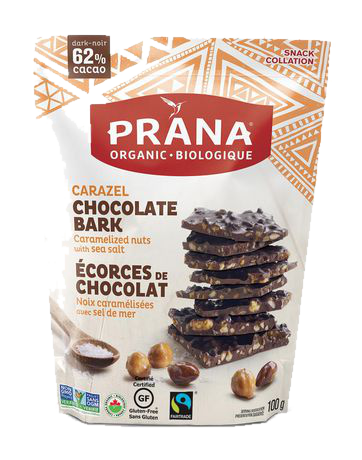 dark-noir
62%
cacao
SNACK
COLLATION
PRANA®
ORGANIC • BIOLOGIQUE
CARAZEL
CHOCOLATE
BARK
Caramelized nuts
with sea salt
ÉCORCES DE
CHOCOLAT
Noix caramélisées
avec sel de mer
Certified
GF
Gluten-Free
Sans Gluten
FAIRTRADE
100 g